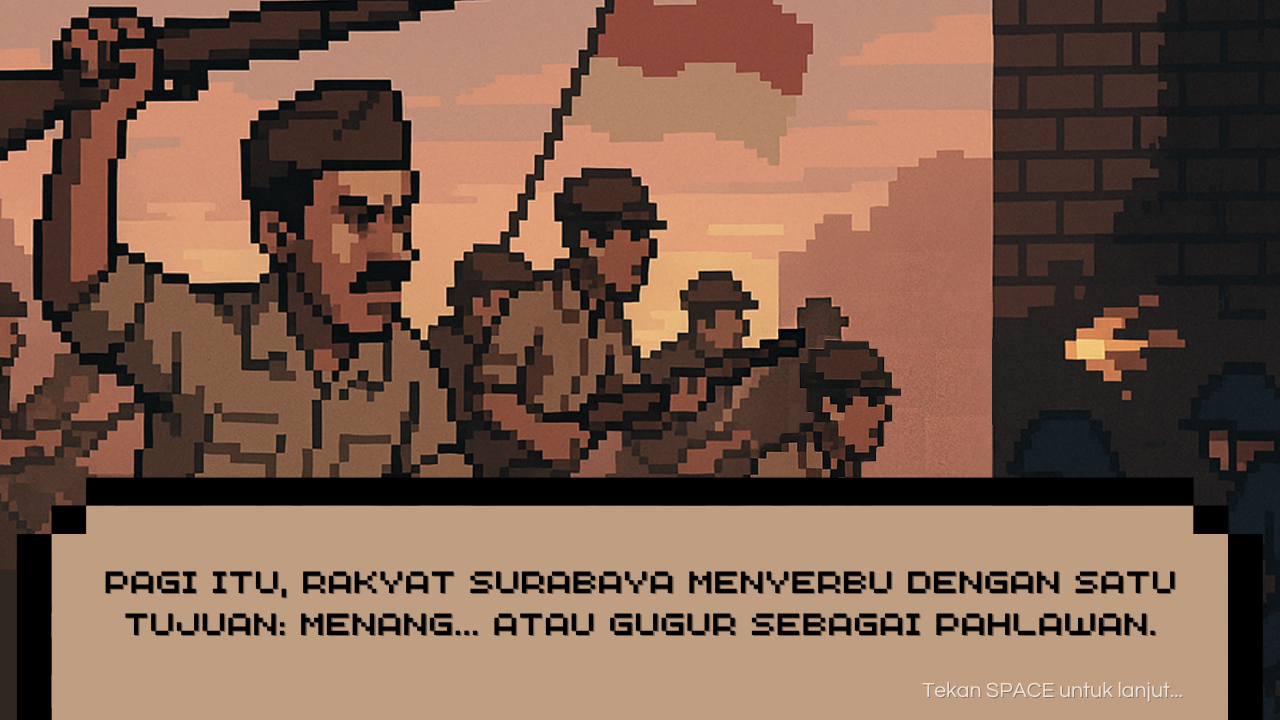 PAGI ITU, RAKYAT SURABAYA MENYERBU DENGAN SATU
TUJUAN: MENANG... ATAU GUGUR SEBAGAI PAHLAWAN.
Tekan SPACE untuk lanjut...